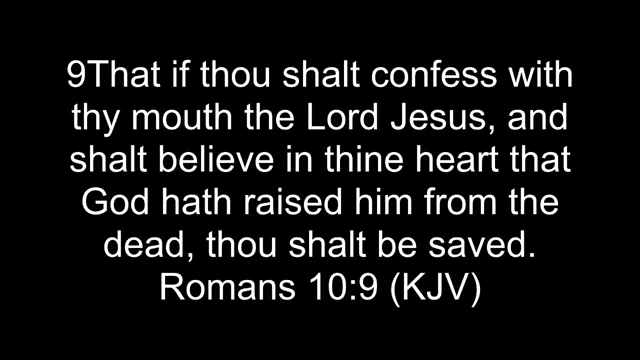 9That if thou shalt confess with
thy mouth the Lord Jesus, and
shalt believe in thine heart that
God hath raised him from the
dead, thou shalt be saved.
Romans 10:9 (KJV)